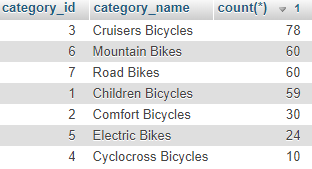 category_id category_name count(*) 1
3 Cruisers Bicycles 78
6 Mountain Bikes 60
7 Road Bikes 60
1 Children Bicycles 59
2 Comfort Bicycles 30
5 Electric Bikes 24
4 Cyclocross Bicycles 10